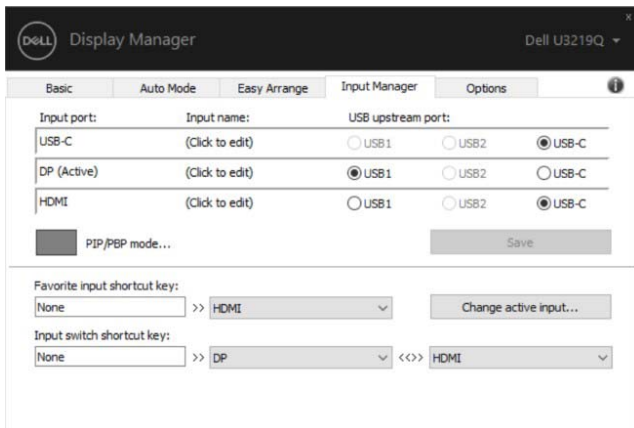 x
DELL Display Manager Dell U3219Q
Basic Auto Mode Easy Arrange Input Manager Options i
Input port: Input name: USB upstream port:
USB-C (Click to edit) USB1 USB2 USB-C
DP (Active) (Click to edit) USB1 USB2 USB-C
HDMI (Click to edit) USB1 USB2 USB-C
PIP/PBP mode... Save
Favorite input shortcut key:
None >> HDMI Change active input...
Input switch shortcut key:
None >> DP <<>> HDMI